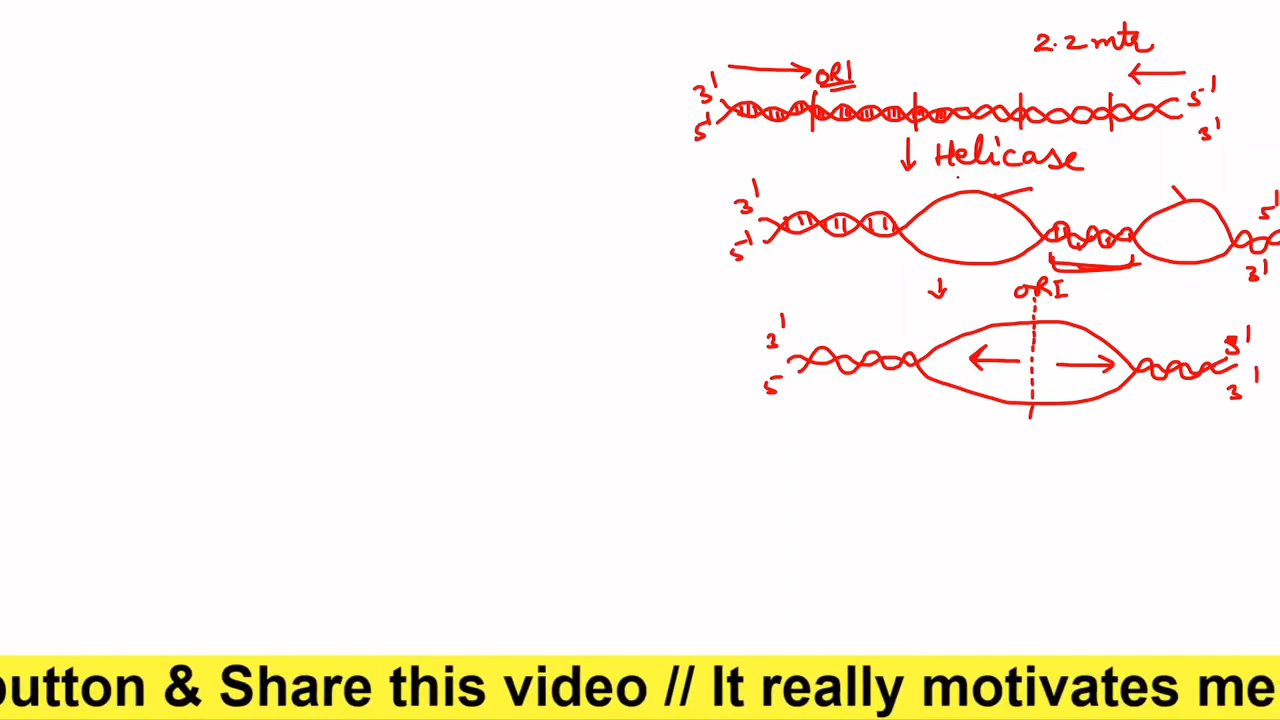 2.2 mtr
ORI
3' 5'
5' 3'
Helicase
3' 5'
5' 3'
ORI
3' 5'
5 3'
button & Share this video // It really motivates me